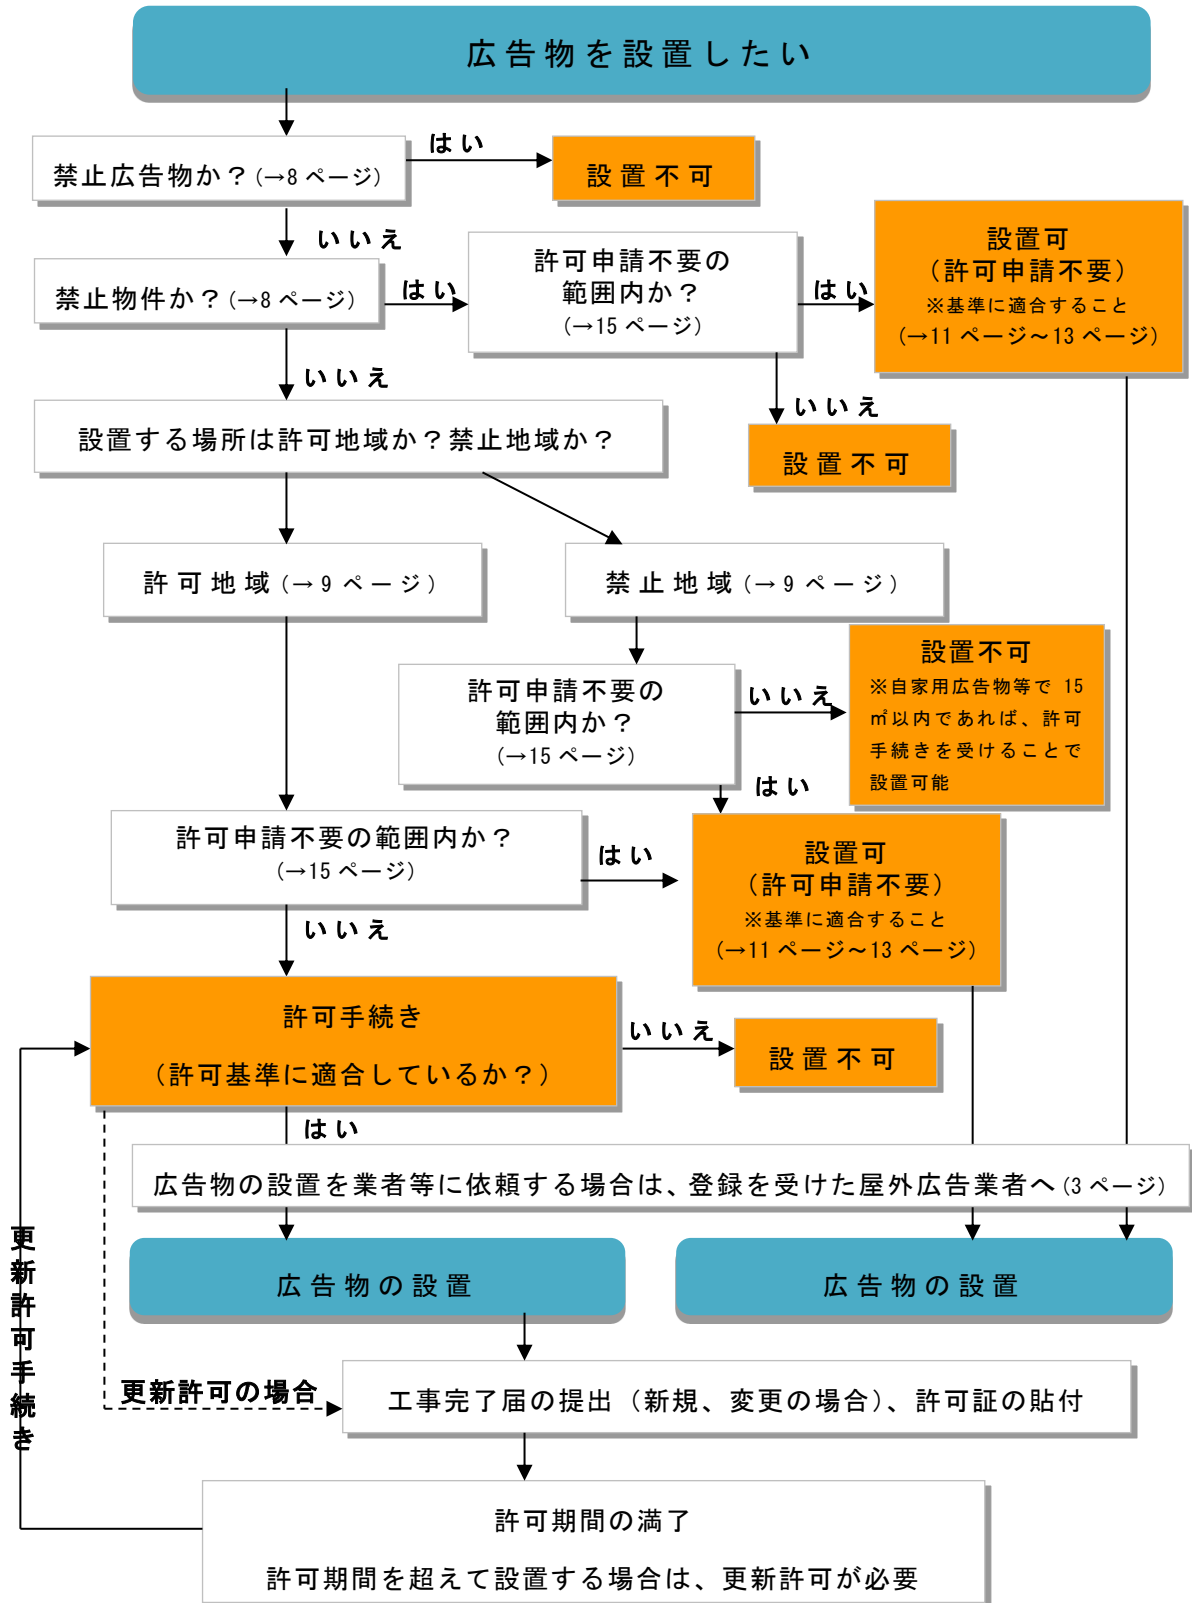 広告物を設置したい
はい
禁止広告物か？(→8 ページ)
設置不可
いいえ
禁止物件か？(→8 ページ)
はい
許可申請不要の
範囲内か？
(→15 ページ)
はい
設置可
（許可申請不要）
※基準に適合すること
(→11 ページ～13 ページ)
いいえ
いいえ
設置不可
設置する場所は許可地域か？禁止地域か？
許可地域(→9 ページ)
禁止地域(→9 ページ)
許可申請不要の
範囲内か？
(→15 ページ)
いいえ
設置不可
※自家用広告物等で 15
㎡以内であれば、許可
手続きを受けることで
設置可能
はい
許可申請不要の範囲内か？
(→15 ページ)
はい
設置可
（許可申請不要）
※基準に適合すること
(→11 ページ～13 ページ)
いいえ
許可手続き
（許可基準に適合しているか？）
いいえ
設置不可
はい
広告物の設置を業者等に依頼する場合は、登録を受けた屋外広告業者へ(3 ページ)
更新許可手続き
広告物の設置
広告物の設置
更新許可の場合
工事完了届の提出（新規、変更の場合）、許可証の貼付
許可期間の満了
許可期間を超えて設置する場合は、更新許可が必要